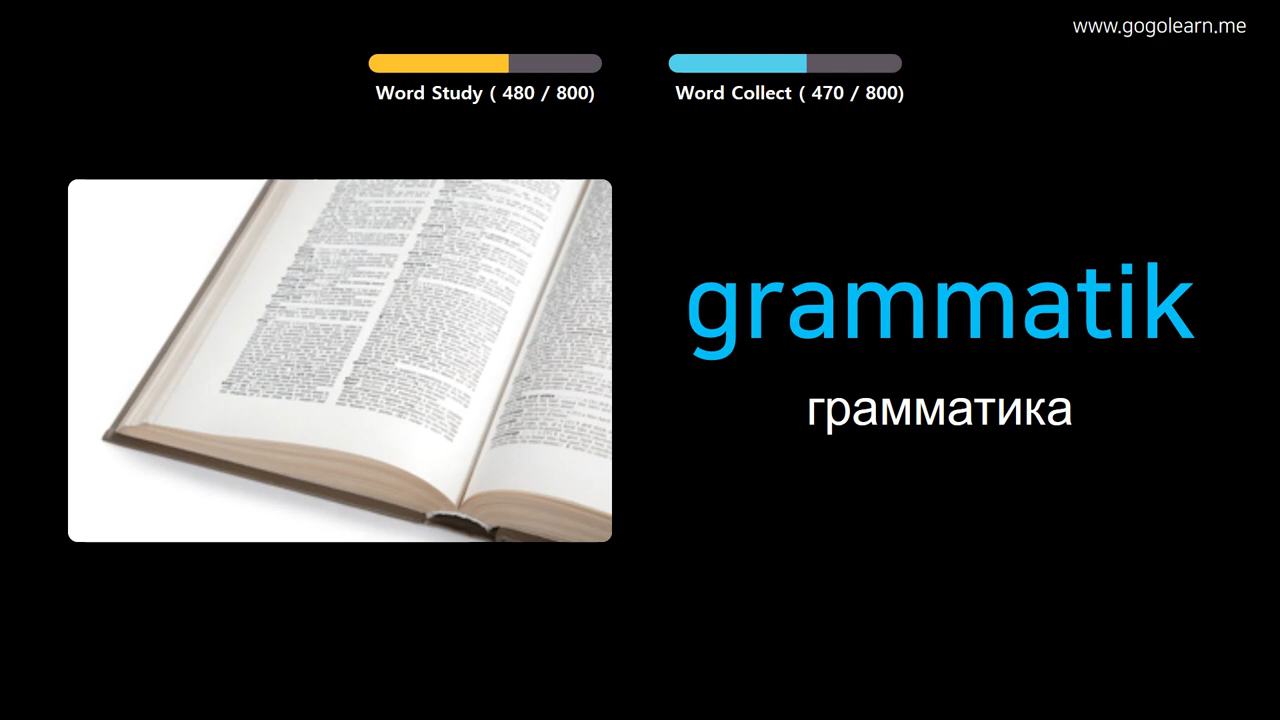 www.gogolearn.me
Word Study ( 480 / 800)
Word Collect ( 470 / 800)
grammatik
грамматика